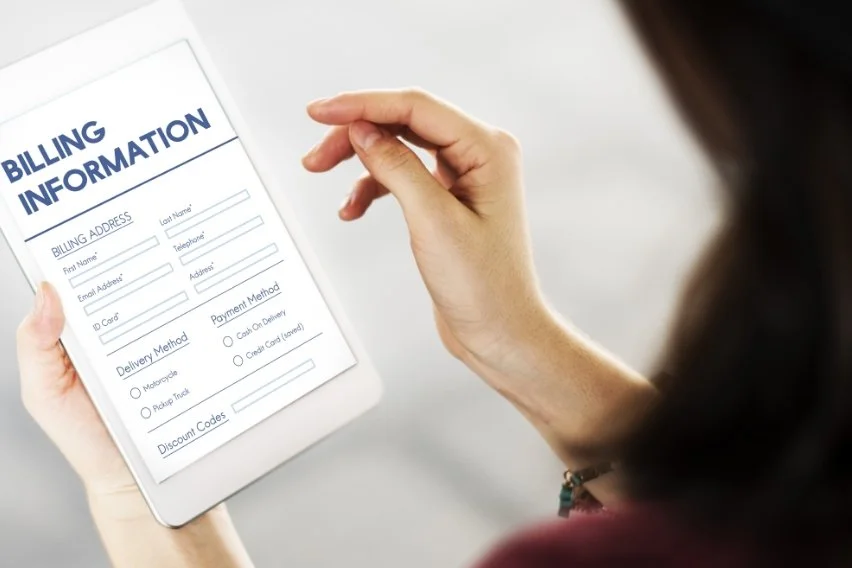 BILLING
INFORMATION
BILLING ADDRESS
First Name*
Last Name*
Email Address*
Telephone*
ID Card*
Address*
Delivery Method
Motorcycle
Pickup Truck
Payment Method
Cash On Delivery
Credit Card (saved)
Discount Codes